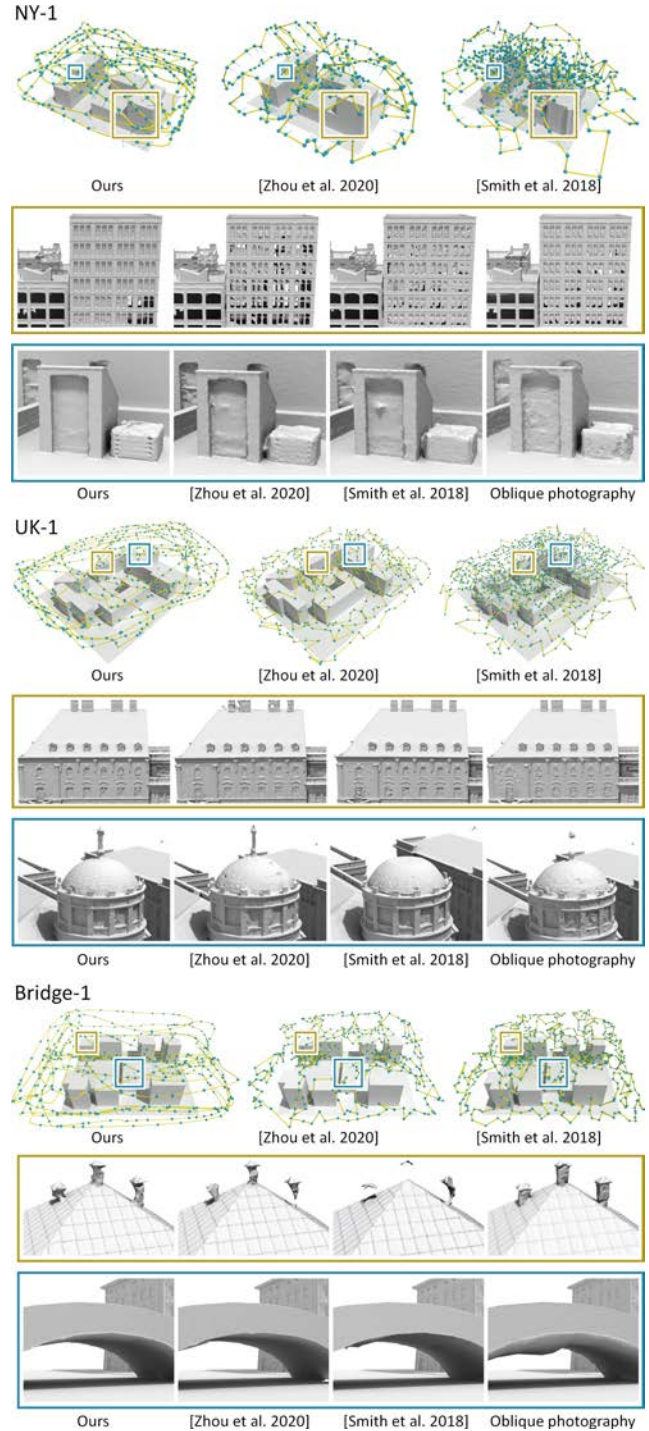 NY-1
Ours [Zhou et al. 2020] [Smith et al. 2018]
Ours [Zhou et al. 2020] [Smith et al. 2018] Oblique photography
UK-1
Ours [Zhou et al. 2020] [Smith et al. 2018]
Ours [Zhou et al. 2020] [Smith et al. 2018] Oblique photography
Bridge-1
Ours [Zhou et al. 2020] [Smith et al. 2018]
Ours [Zhou et al. 2020] [Smith et al. 2018] Oblique photography